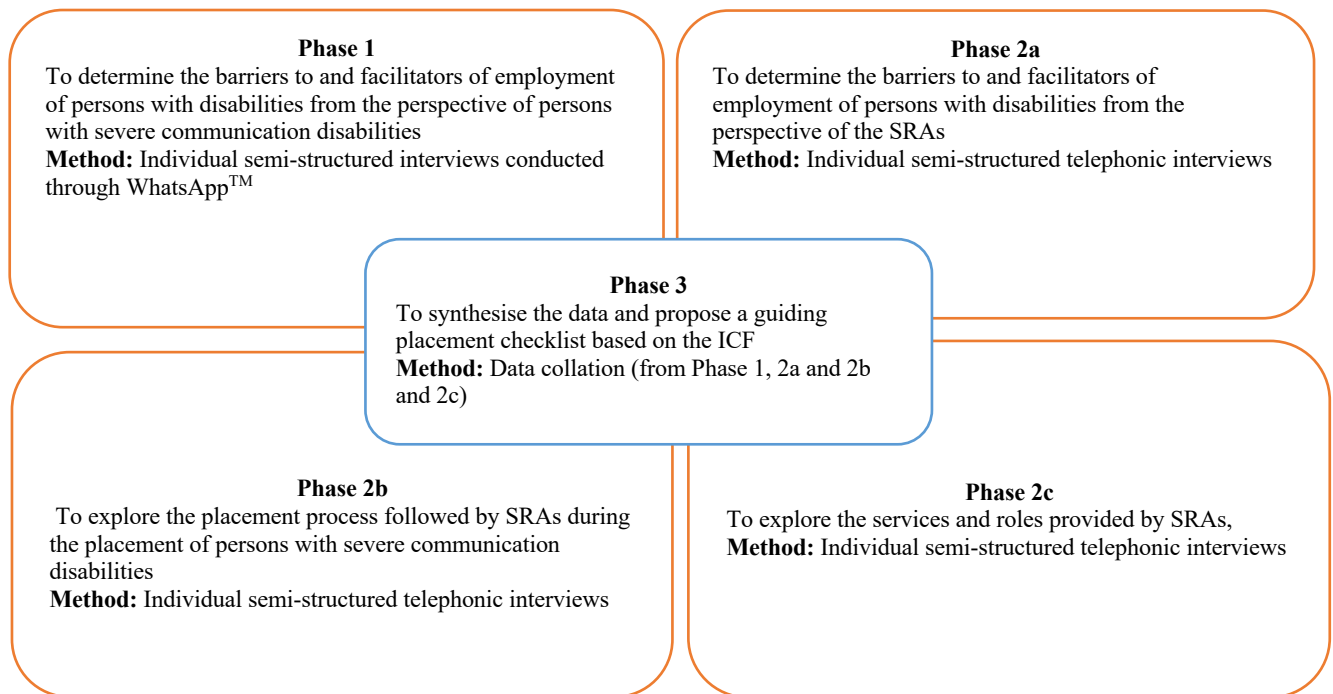 Phase 1
To determine the barriers to and facilitators of employment
of persons with disabilities from the perspective of persons
with severe communication disabilities
Method: Individual semi-structured interviews conducted
through WhatsApp™
Phase 2a
To determine the barriers to and facilitators of
employment of persons with disabilities from the
perspective of the SRAs
Method: Individual semi-structured telephonic interviews
Phase 3
To synthesise the data and propose a guiding
placement checklist based on the ICF
Method: Data collation (from Phase 1, 2a and 2b
and 2c)
Phase 2b
To explore the placement process followed by SRAs during
the placement of persons with severe communication
disabilities
Method: Individual semi-structured telephonic interviews
Phase 2c
To explore the services and roles provided by SRAs,
Method: Individual semi-structured telephonic interviews